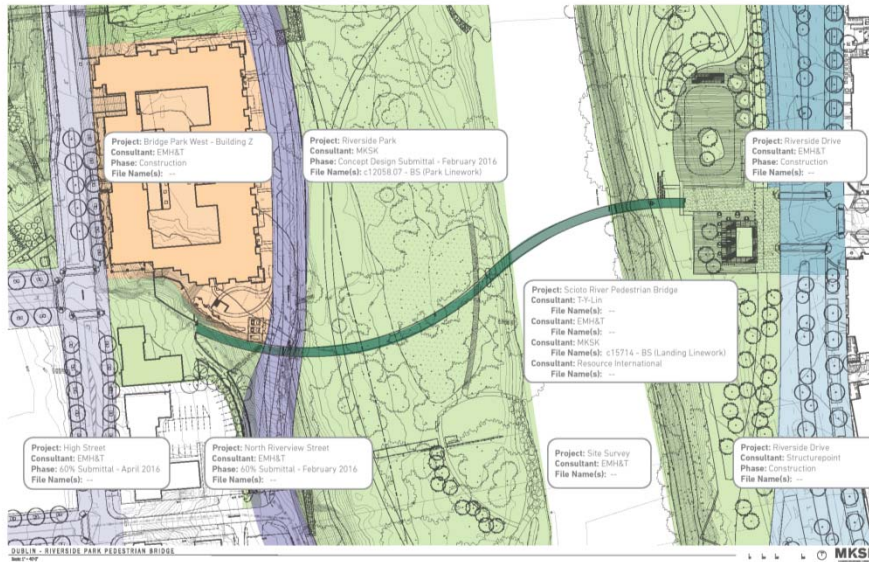 Project: Bridge Park West - Building Z
Consultant: EMH&T
Phase: Construction
File Name(s): --
Project: Riverside Park
Consultant: MKSK
Phase: Concept Design Submittal - February 2016
File Name(s): c12058.07 - BS (Park Linework)
Project: Riverside Drive
Consultant: EMH&T
Phase: Construction
File Name(s): --
Project: Scioto River Pedestrian Bridge
Consultant: T-Y-Lin
File Name(s): --
Consultant: EMH&T
File Name(s): --
Consultant: MKSK
File Name(s): c15714 - BS (Landing Linework)
Consultant: Resource International
File Name(s): --
Project: High Street
Consultant: EMH&T
Phase: 60% Submittal - April 2016
File Name(s): --
Project: North Riverview Street
Consultant: EMH&T
Phase: 60% Submittal - February 2016
File Name(s): --
Project: Site Survey
Consultant: EMH&T
File Name(s): --
Project: Riverside Drive
Consultant: Structurepoint
Phase: Construction
File Name(s): --
DUBLIN - RIVERSIDE PARK PEDESTRIAN BRIDGE